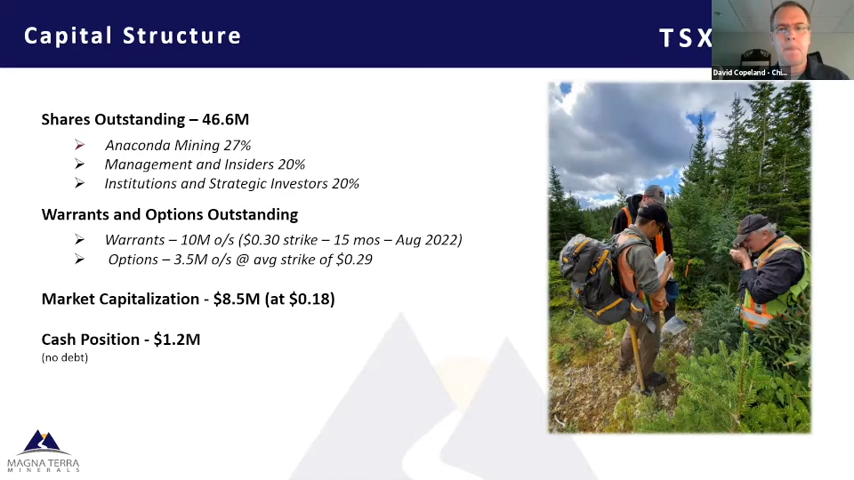 Capital Structure
TSX
David Copeland - Chi...
Shares Outstanding – 46.6M
Anaconda Mining 27%
Management and Insiders 20%
Institutions and Strategic Investors 20%
Warrants and Options Outstanding
Warrants – 10M o/s ($0.30 strike – 15 mos – Aug 2022)
Options – 3.5M o/s @ avg strike of $0.29
Market Capitalization - $8.5M (at $0.18)
Cash Position - $1.2M
(no debt)
MAGNA TERRA
MINERALS